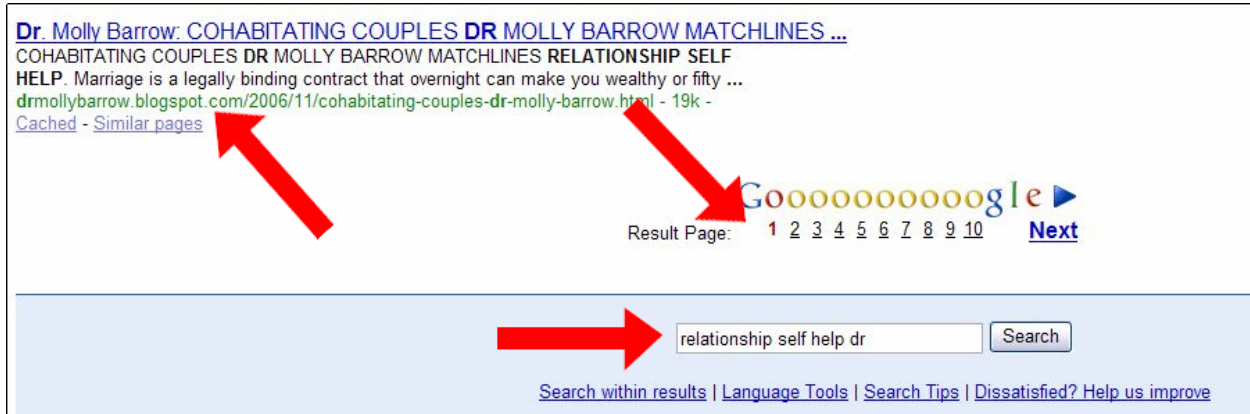 Dr. Molly Barrow: COHABITATING COUPLES DR MOLLY BARROW MATCHLINES ...
COHABITATING COUPLES DR MOLLY BARROW MATCHLINES RELATIONSHIP SELF
HELP. Marriage is a legally binding contract that overnight can make you wealthy or fifty ...
drmollybarrow.blogspot.com/2006/11/cohabitating-couples-dr-molly-barrow.html - 19k -
Cached - Similar pages
Goooooooooogle
Result Page: 1 2 3 4 5 6 7 8 9 10 Next
relationship self help dr Search
Search within results | Language Tools | Search Tips | Dissatisfied? Help us improve